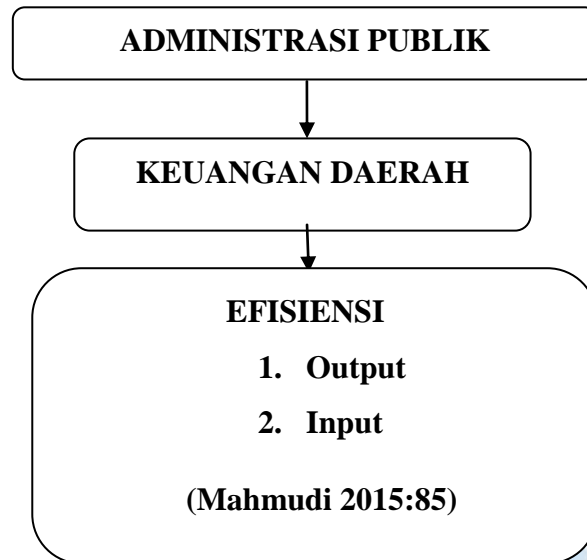 ADMINISTRASI PUBLIK
KEUANGAN DAERAH
EFISIENSI
1. Output
2. Input
(Mahmudi 2015:85)